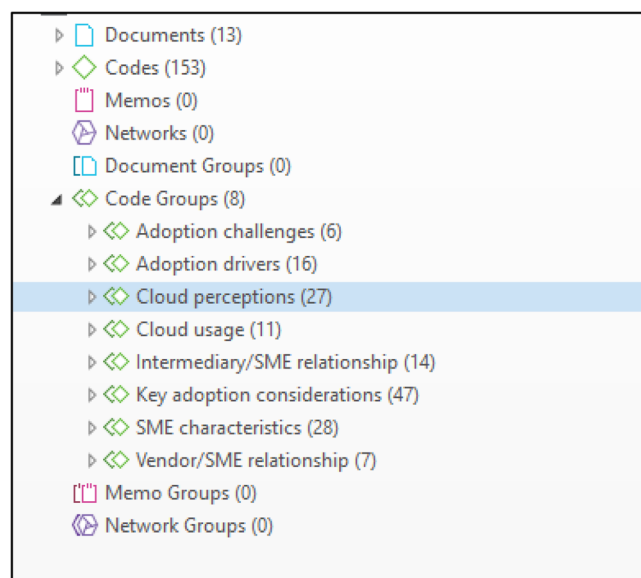 Documents (13)
Codes (153)
Memos (0)
Networks (0)
Document Groups (0)
Code Groups (8)
Adoption challenges (6)
Adoption drivers (16)
Cloud perceptions (27)
Cloud usage (11)
Intermediary/SME relationship (14)
Key adoption considerations (47)
SME characteristics (28)
Vendor/SME relationship (7)
Memo Groups (0)
Network Groups (0)